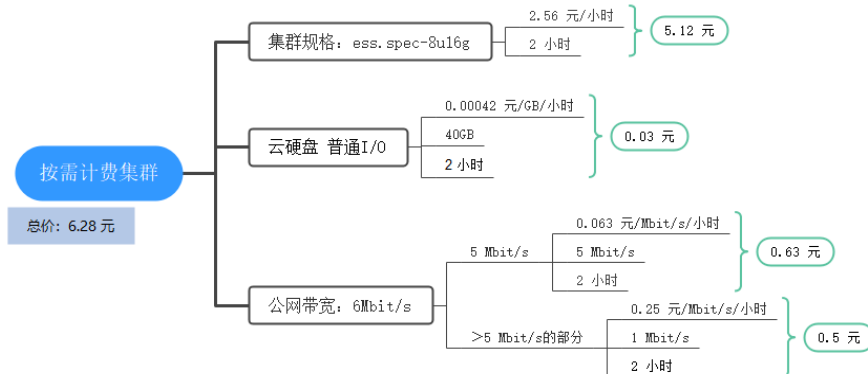 按需计费集群
总价：6.28 元
集群规格：ess.spec-8u16g
2.56 元/小时
2 小时
5.12 元
云硬盘 普通I/O
0.00042 元/GB/小时
40GB
2 小时
0.03 元
公网带宽：6Mbit/s
5 Mbit/s
0.063 元/Mbit/s/小时
5 Mbit/s
2 小时
0.63 元
>5 Mbit/s的部分
0.25 元/Mbit/s/小时
1 Mbit/s
2 小时
0.5 元